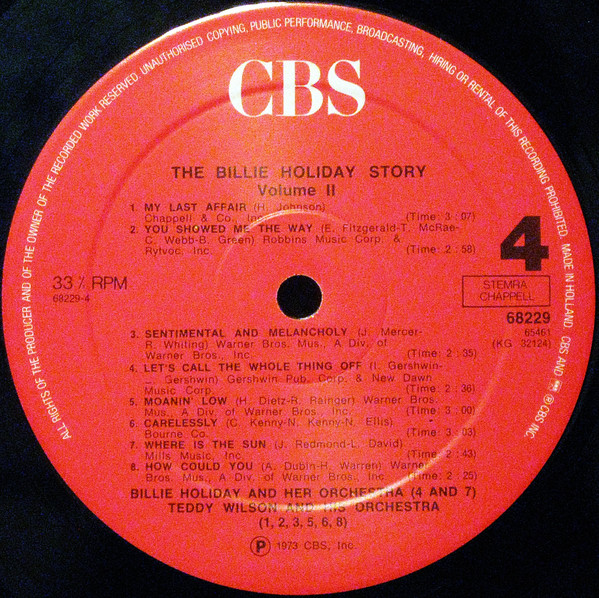 ALL RIGHTS OF THE PRODUCER AND OF THE OWNER OF THE RECORDED WORK RESERVED. UNAUTHORISED COPYING, PUBLIC PERFORMANCE, BROADCASTING, HIRING OR RENTAL OF THIS RECORDING PROHIBITED. MADE IN HOLLAND. CBS AND ℗ CBS INC.
CBS
THE BILLIE HOLIDAY STORY
Volume II
1. MY LAST AFFAIR (H. Johnson)
Chappell & Co., Inc. (Time: 3 : 07)
2. YOU SHOWED ME THE WAY (E. Fitzgerald-T. McRae-
C. Webb-B. Green) Robbins Music Corp. &
Rytvoc, Inc. (Time: 2 : 58)
4
33 ⅓ RPM
68229-4
STEMRA
CHAPPELL
68229
65461
(KG 32124)
3. SENTIMENTAL AND MELANCHOLY (J. Mercer-
R. Whiting) Warner Bros. Mus., A Div. of
Warner Bros., Inc. (Time: 2 : 35)
4. LET'S CALL THE WHOLE THING OFF (I. Gershwin-
Gershwin) Gershwin Pub. Corp. & New Dawn
Music Corp. (Time: 2 : 36)
5. MOANIN' LOW (H. Dietz-R. Rainger) Warner Bros.
Mus., A Div. of Warner Bros., Inc. (Time: 3 : 00)
6. CARELESSLY (C. Kenny-N. Kenny-N. Ellis)
Bourne Co. (Time: 3 : 03)
7. WHERE IS THE SUN (J. Redmond-L. David)
Mills Music, Inc. (Time: 2 : 43)
8. HOW COULD YOU (A. Dubin-H. Warren) Warner
Bros. Mus., A Div. of Warner Bros., Inc (Time: 2 : 25)
BILLIE HOLIDAY AND HER ORCHESTRA (4 AND 7)
TEDDY WILSON AND HIS ORCHESTRA
(1, 2, 3, 5, 6, 8)
℗ 1973 CBS, Inc.